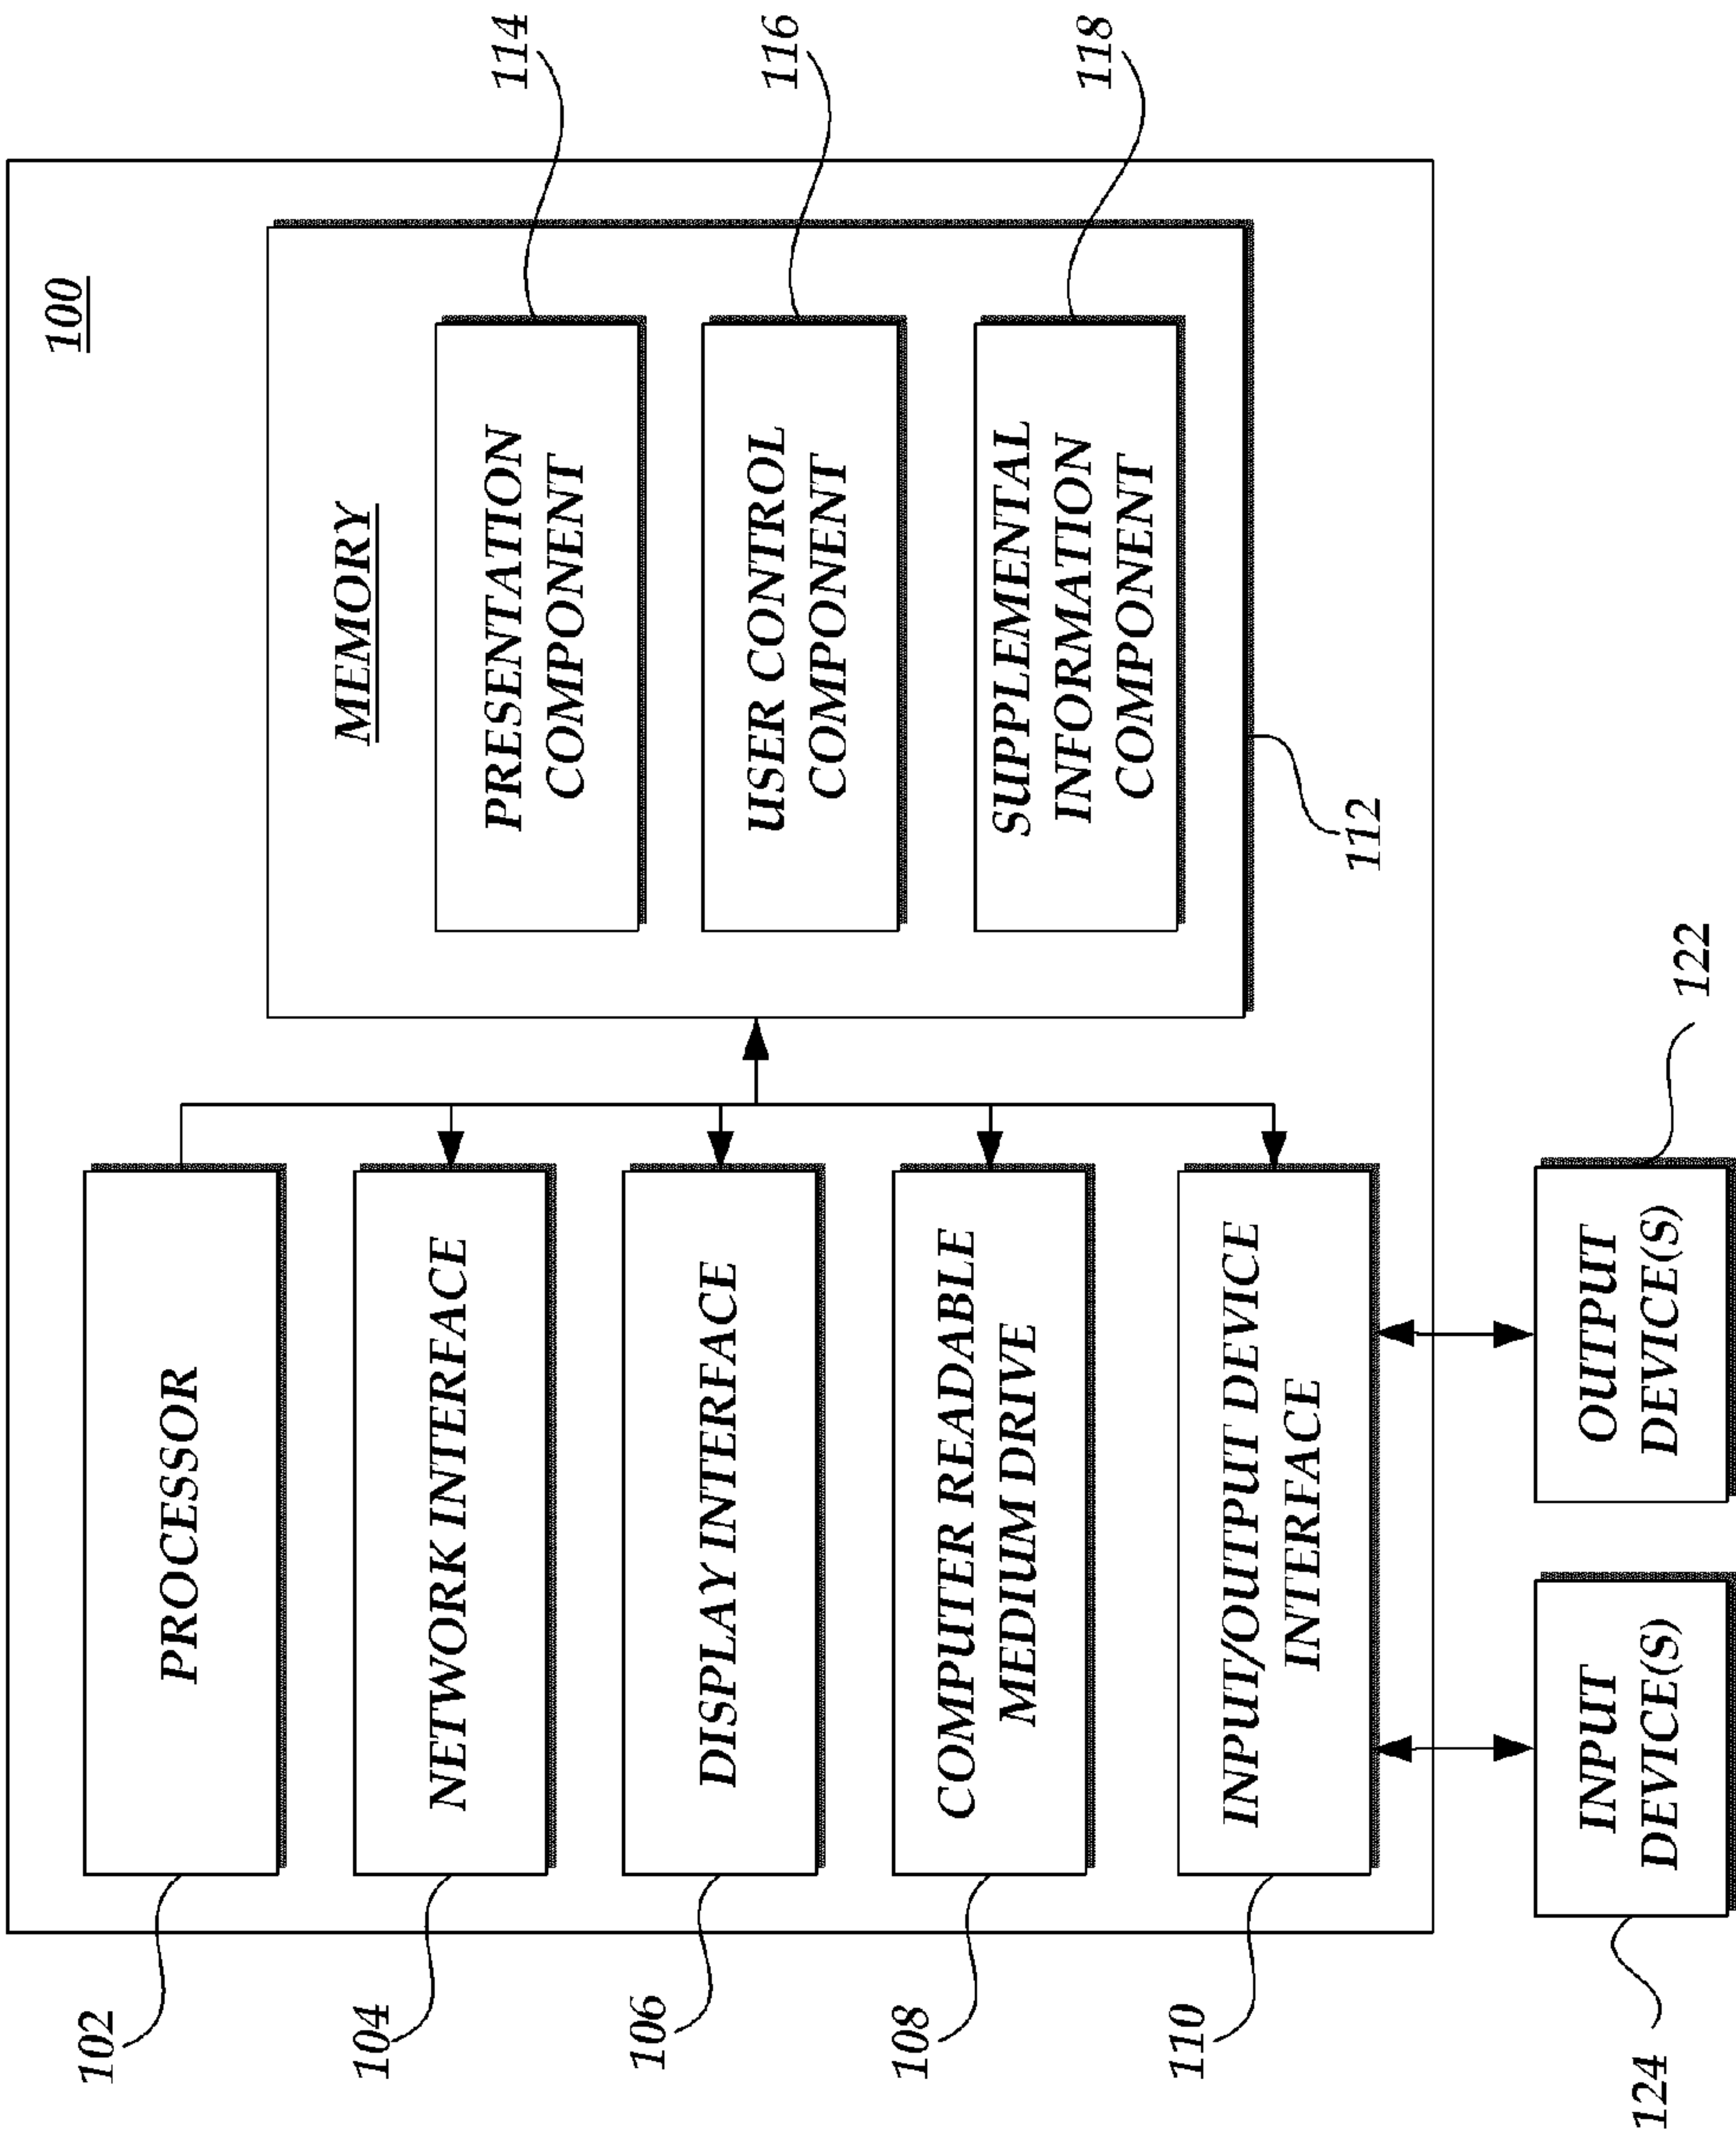 100
102
PROCESSOR
104
NETWORK INTERFACE
106
DISPLAY INTERFACE
108
COMPUTER READABLE
MEDIUM DRIVE
110
INPUT/OUTPUT DEVICE
INTERFACE
MEMORY
PRESENTATION
COMPONENT
114
USER CONTROL
COMPONENT
116
SUPPLEMENTAL
INFORMATION
COMPONENT
118
112
124
INPUT
DEVICE(S)
OUTPUT
DEVICE(S)
122